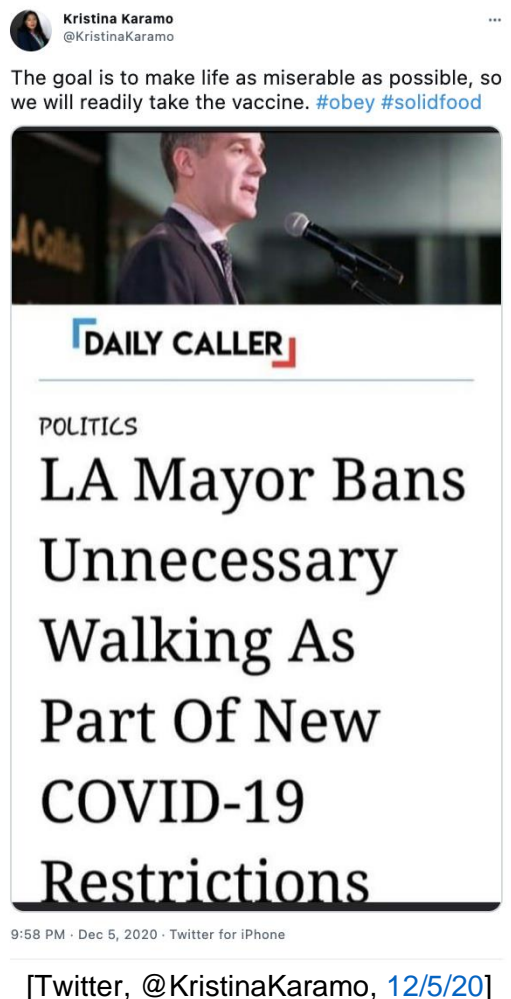 Kristina Karamo
@KristinaKaramo
The goal is to make life as miserable as possible, so
we will readily take the vaccine. #obey #solidfood
A Collab
DAILY CALLER
POLITICS
LA Mayor Bans
Unnecessary
Walking As
Part Of New
COVID-19
Restrictions
9:58 PM · Dec 5, 2020 · Twitter for iPhone
[Twitter, @KristinaKaramo, 12/5/20]